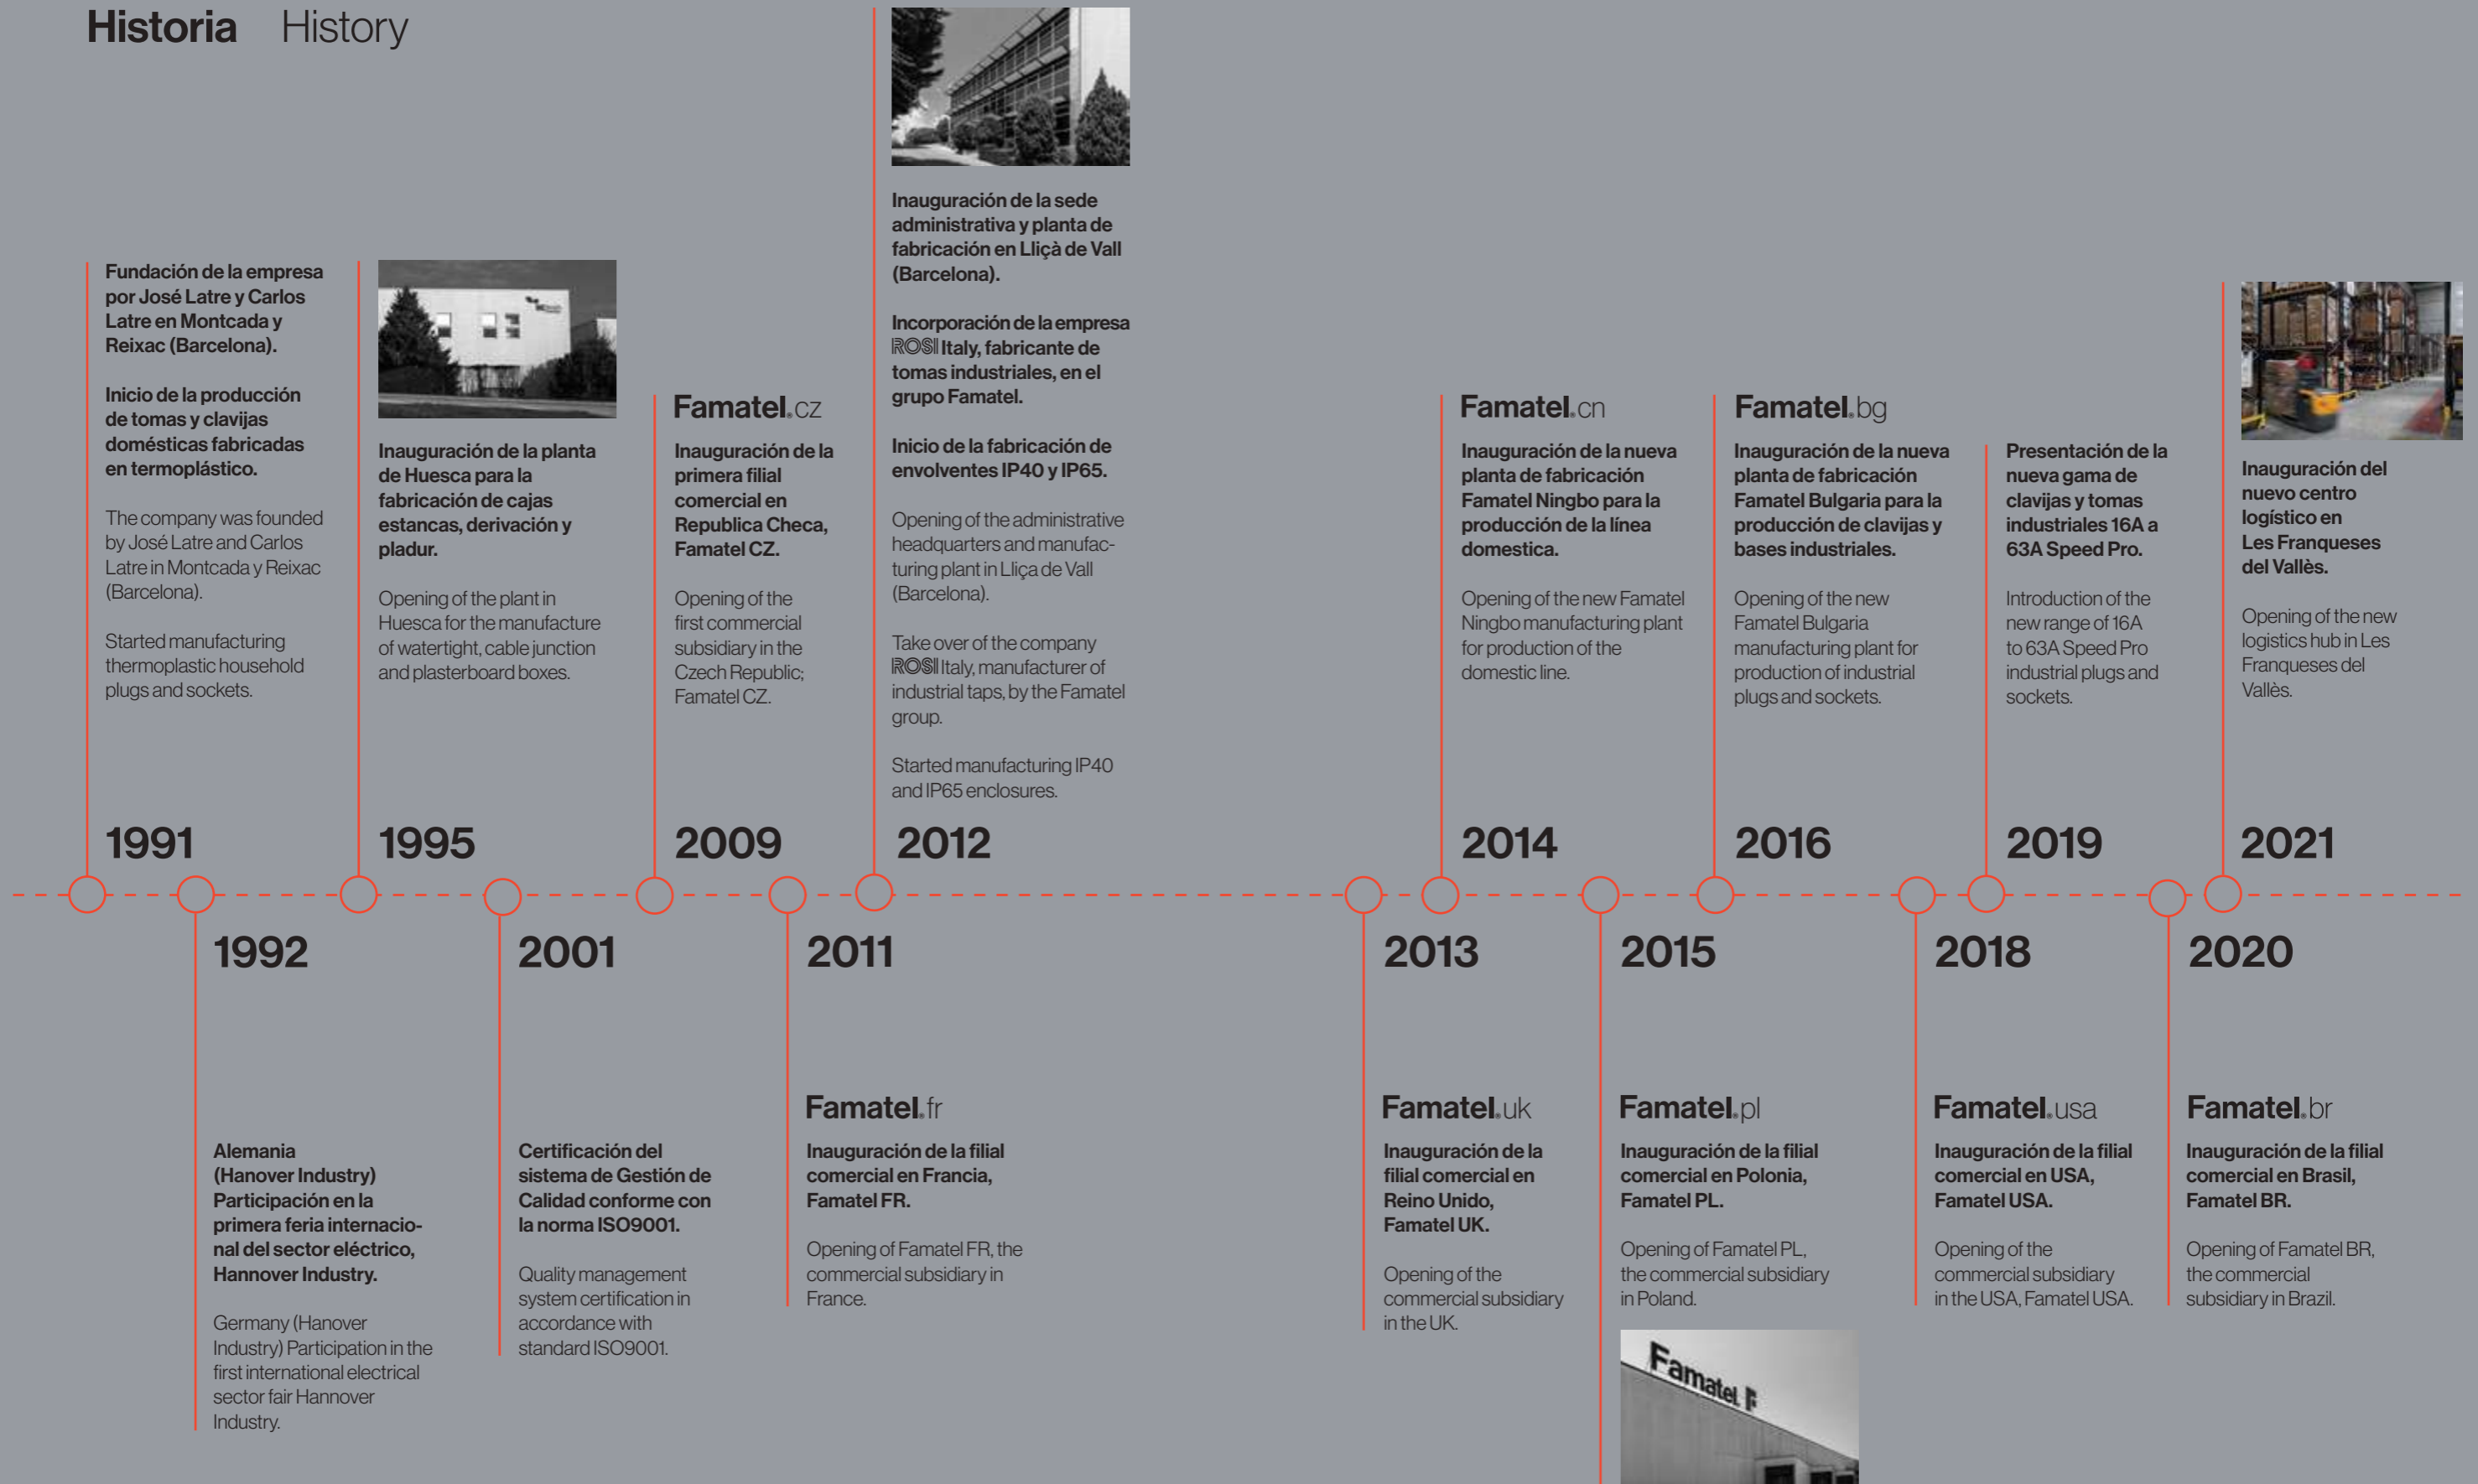 Historia History
Fundación de la empresa
por José Latre y Carlos
Latre en Montcada y
Reixac (Barcelona).
Inicio de la producción
de tomas y clavijas
domésticas fabricadas
en termoplástico.
The company was founded
by José Latre and Carlos
Latre in Montcada y Reixac
(Barcelona).
Started manufacturing
thermoplastic household
plugs and sockets.
1991
Inauguración de la planta
de Huesca para la
fabricación de cajas
estancas, derivación y
pladur.
Opening of the plant in
Huesca for the manufacture
of watertight, cable junction
and plasterboard boxes.
1995
Famatel.cz
Inauguración de la
primera filial
comercial en
Republica Checa,
Famatel CZ.
Opening of the
first commercial
subsidiary in the
Czech Republic;
Famatel CZ.
2009
Inauguración de la sede
administrativa y planta de
fabricación en Lliçà de Vall
(Barcelona).
Incorporación de la empresa
ROSI Italy, fabricante de
tomas industriales, en el
grupo Famatel.
Inicio de la fabricación de
envolventes IP40 y IP65.
Opening of the administrative
headquarters and manufac-
turing plant in Lliça de Vall
(Barcelona).
Take over of the company
ROSI Italy, manufacturer of
industrial taps, by the Famatel
group.
Started manufacturing IP40
and IP65 enclosures.
2012
Famatel.cn
Inauguración de la nueva
planta de fabricación
Famatel Ningbo para la
producción de la línea
domestica.
Opening of the new Famatel
Ningbo manufacturing plant
for production of the
domestic line.
2014
Famatel.bg
Inauguración de la nueva
planta de fabricación
Famatel Bulgaria para la
producción de clavijas y
bases industriales.
Opening of the new
Famatel Bulgaria
manufacturing plant for
production of industrial
plugs and sockets.
2016
Presentación de la
nueva gama de
clavijas y tomas
industriales 16A a
63A Speed Pro.
Introduction of the
new range of 16A
to 63A Speed Pro
industrial plugs and
sockets.
2019
Inauguración del
nuevo centro
logístico en
Les Franqueses
del Vallès.
Opening of the new
logistics hub in Les
Franqueses del
Vallès.
2021
1992
Alemania
(Hanover Industry)
Participación en la
primera feria internacio-
nal del sector eléctrico,
Hannover Industry.
Germany (Hanover
Industry) Participation in the
first international electrical
sector fair Hannover
Industry.
2001
Certificación del
sistema de Gestión de
Calidad conforme con
la norma ISO9001.
Quality management
system certification in
accordance with
standard ISO9001.
2011
Famatel.fr
Inauguración de la filial
comercial en Francia,
Famatel FR.
Opening of Famatel FR, the
commercial subsidiary in
France.
2013
Famatel.uk
Inauguración de la
filial comercial en
Reino Unido,
Famatel UK.
Opening of the
commercial subsidiary
in the UK.
2015
Famatel.pl
Inauguración de la filial
comercial en Polonia,
Famatel PL.
Opening of Famatel PL,
the commercial subsidiary
in Poland.
Famatel F
2018
Famatel.usa
Inauguración de la filial
comercial en USA,
Famatel USA.
Opening of the
commercial subsidiary
in the USA, Famatel USA.
2020
Famatel.br
Inauguración de la filial
comercial en Brasil,
Famatel BR.
Opening of Famatel BR,
the commercial
subsidiary in Brazil.